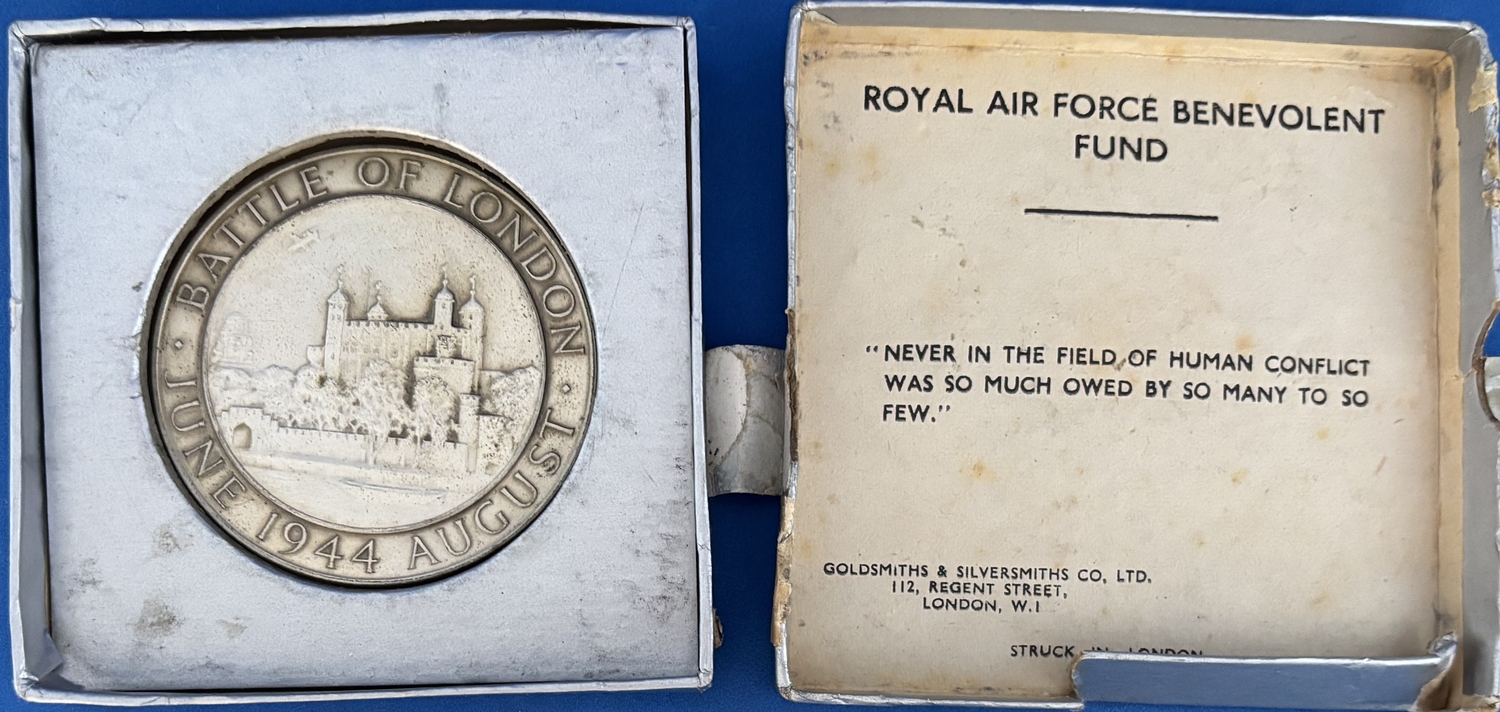 BATTLE OF LONDON
JUNE 1944 AUGUST
ROYAL AIR FORCE BENEVOLENT
FUND
“NEVER IN THE FIELD OF HUMAN CONFLICT
WAS SO MUCH OWED BY SO MANY TO SO
FEW.”
GOLDSMITHS & SILVERSMITHS CO, LTD.
112, REGENT STREET,
LONDON, W.1
STRUCK IN LONDON